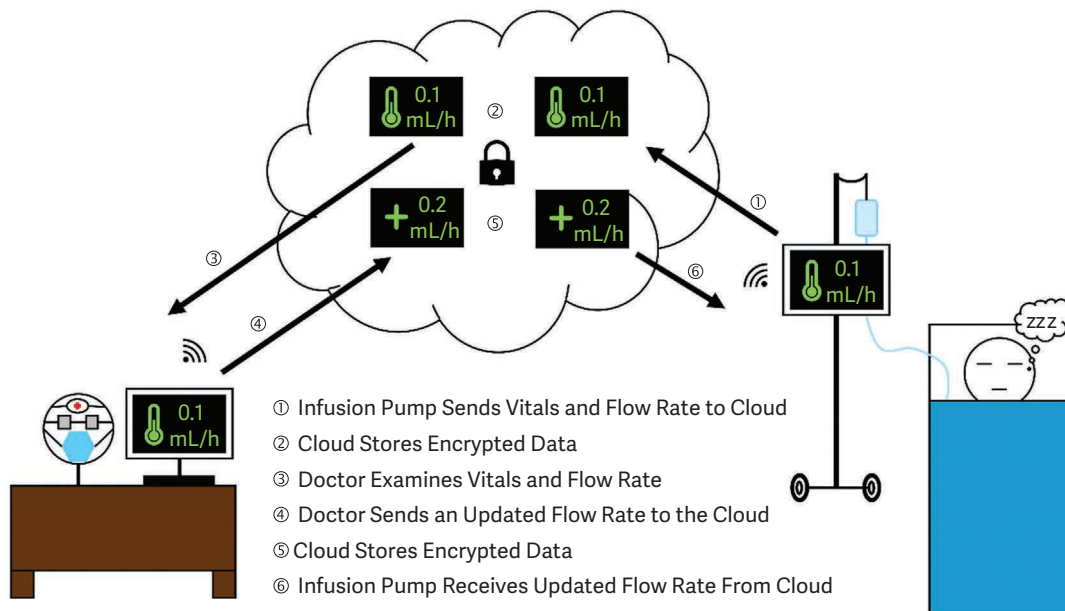 0.1
mL/h
②
0.1
mL/h
①
0.2
mL/h
⑤
0.2
mL/h
③
⑥
0.1
mL/h
④
zzz
0.1
mL/h
① Infusion Pump Sends Vitals and Flow Rate to Cloud
② Cloud Stores Encrypted Data
③ Doctor Examines Vitals and Flow Rate
④ Doctor Sends an Updated Flow Rate to the Cloud
⑤ Cloud Stores Encrypted Data
⑥ Infusion Pump Receives Updated Flow Rate From Cloud